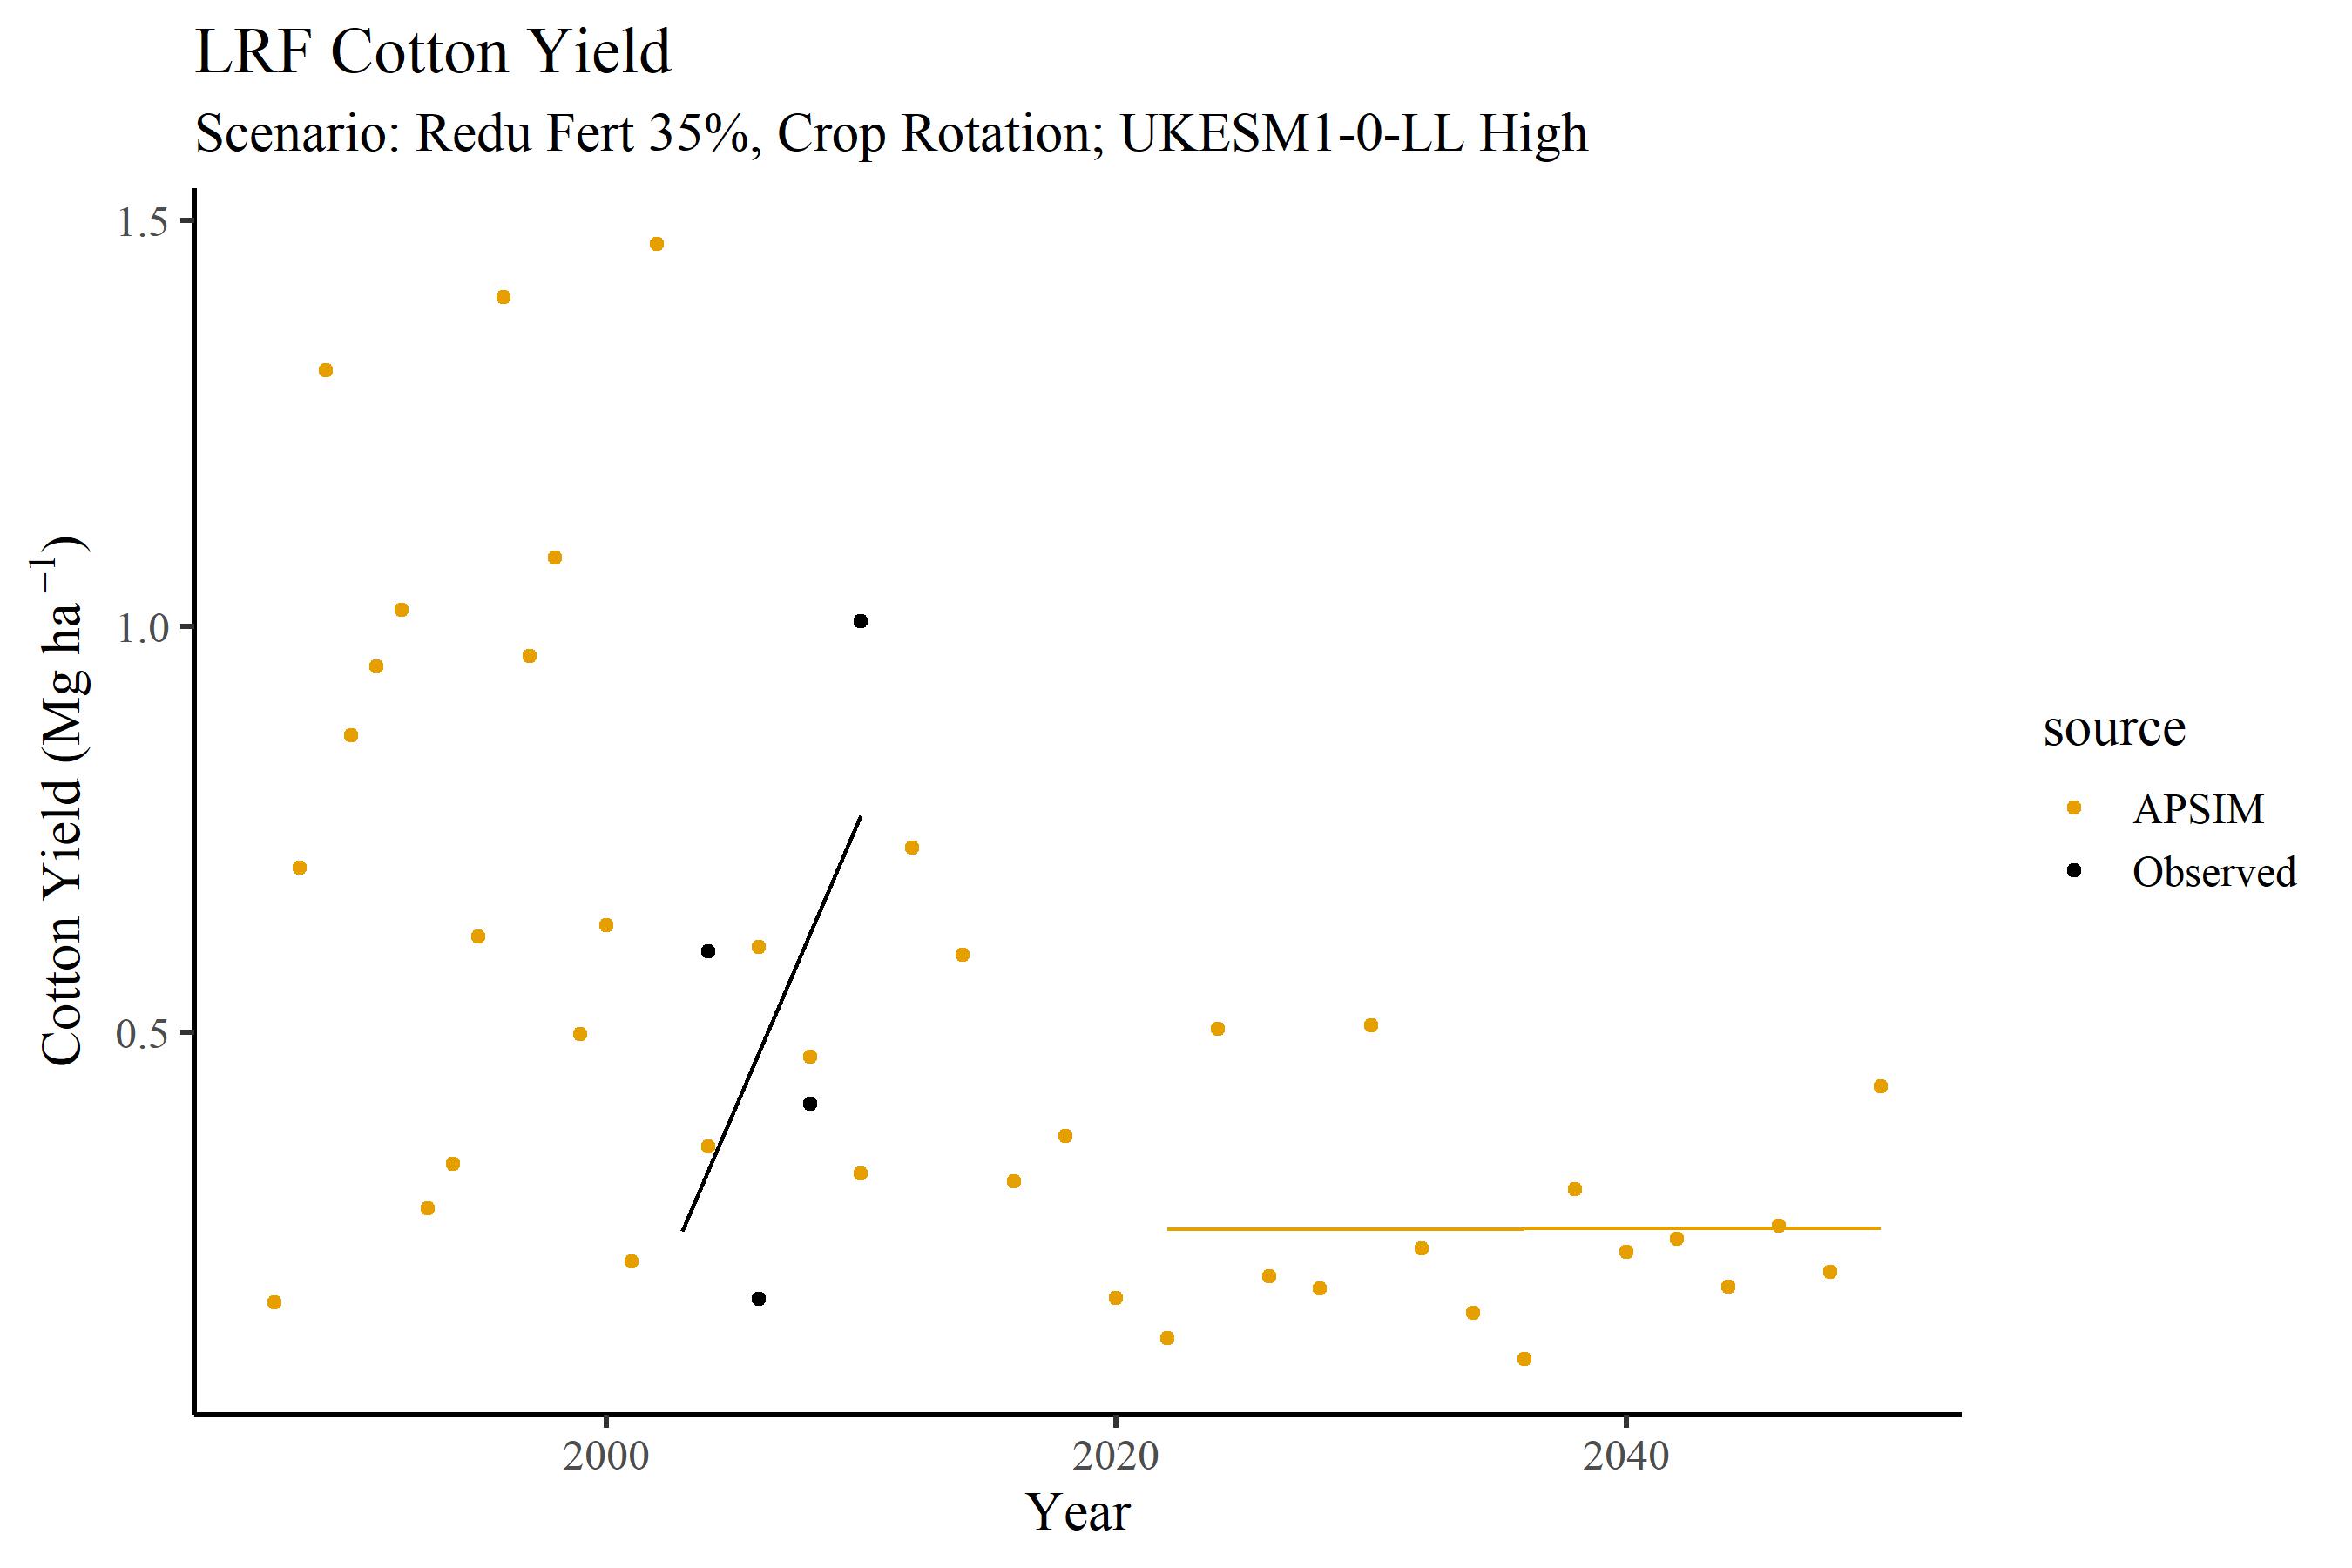 LRF Cotton Yield
Scenario: Redu Fert 35%, Crop Rotation; UKESM1-0-LL High
1.5
1.0
0.5
Cotton Yield (Mg ha −1)
2000 2020 2040
Year
source
APSIM
Observed